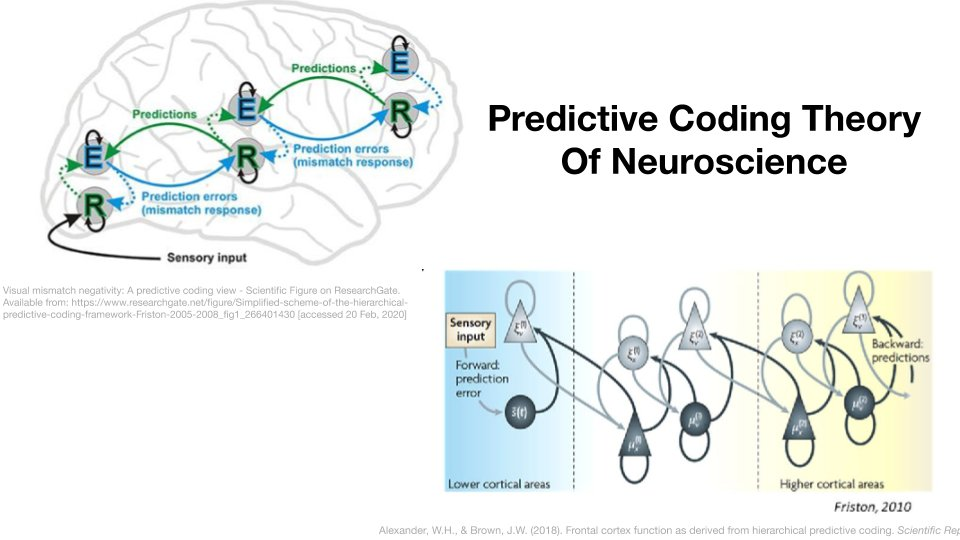 Predictive Coding Theory
Of Neuroscience
Predictions
E
R
Predictions
E
R
Prediction errors
(mismatch response)
E
R
Prediction errors
(mismatch response)
Sensory input
Visual mismatch negativity: A predictive coding view - Scientific Figure on ResearchGate.
Available from: https://www.researchgate.net/figure/Simplified-scheme-of-the-hierarchical-
predictive-coding-framework-Friston-2005-2008_fig1_266401430 [accessed 20 Feb, 2020]
Sensory
input
Forward:
prediction
error
Backward:
predictions
Lower cortical areas
Higher cortical areas
Friston, 2010
Alexander, W.H., & Brown, J.W. (2018). Frontal cortex function as derived from hierarchical predictive coding. Scientific Rep